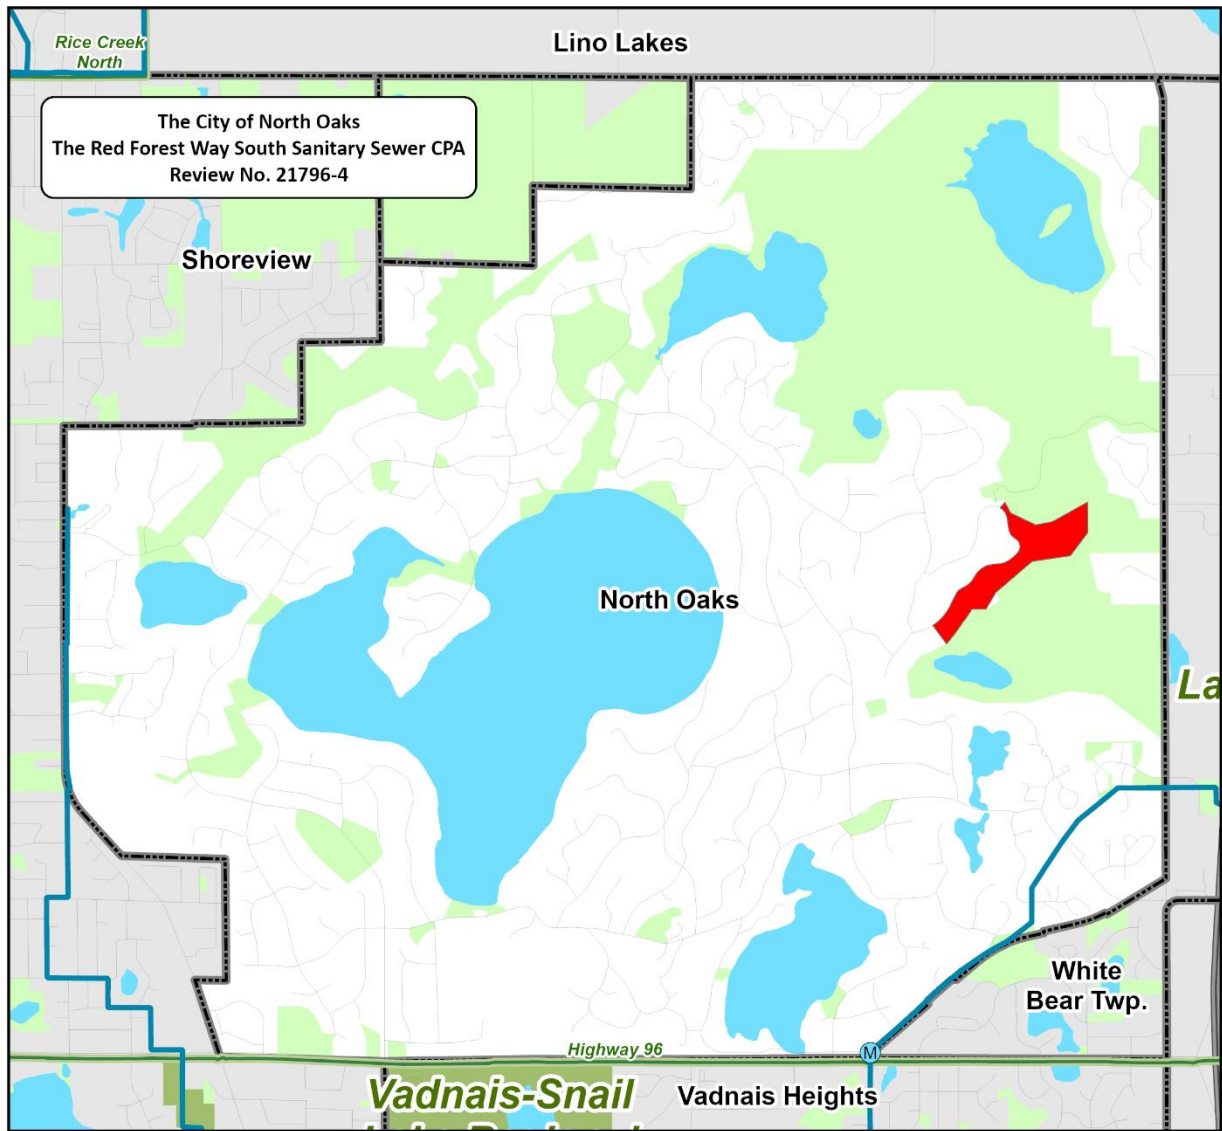 Rice Creek
North
Lino Lakes
The City of North Oaks
The Red Forest Way South Sanitary Sewer CPA
Review No. 21796-4
Shoreview
North Oaks
La
White
Bear Twp.
Highway 96
M
Vadnais-Snail
Vadnais Heights